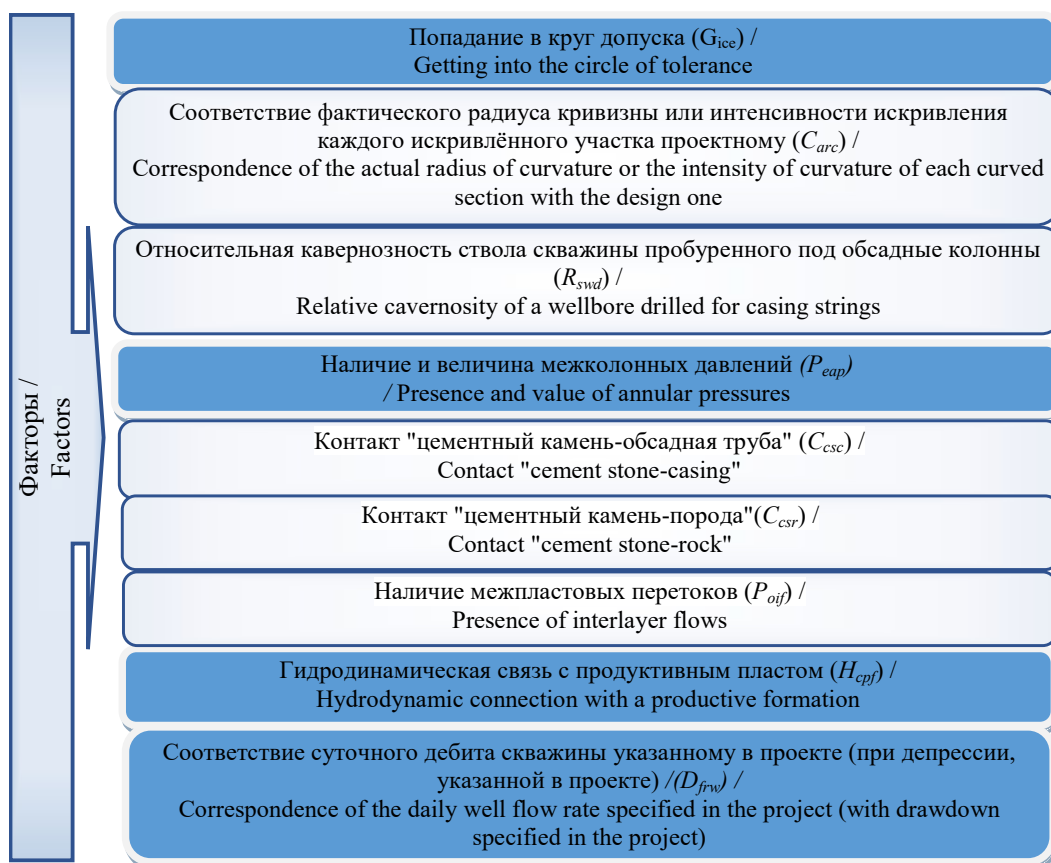 Факторы /
Factors
Попадание в круг допуска (Gice) /
Getting into the circle of tolerance
Соответствие фактического радиуса кривизны или интенсивности искривления
каждого искривлённого участка проектному (Carc) /
Correspondence of the actual radius of curvature or the intensity of curvature of each curved
section with the design one
Относительная кавернозность ствола скважины пробуренного под обсадные колонны
(Rswd) /
Relative cavernosity of a wellbore drilled for casing strings
Наличие и величина межколонных давлений (Peap)
/ Presence and value of annular pressures
Контакт "цементный камень-обсадная труба" (Ccsc) /
Contact "cement stone-casing"
Контакт "цементный камень-порода"(Ccsr) /
Contact "cement stone-rock"
Наличие межпластовых перетоков (Poif) /
Presence of interlayer flows
Гидродинамическая связь с продуктивным пластом (Hcpf) /
Hydrodynamic connection with a productive formation
Соответствие суточного дебита скважины указанному в проекте (при депрессии,
указанной в проекте) /(Dfrw) /
Correspondence of the daily well flow rate specified in the project (with drawdown
specified in the project)